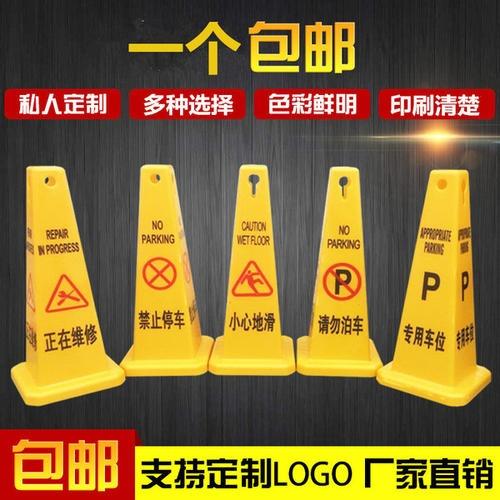 一个包邮
私人定制 多种选择 色彩鲜明 印刷清楚
REPAIR
IN PROGRESS
正在维修
NO
PARKING
禁止停车
CAUTION
WET FLOOR
小心地滑
NO
PARKING
P
请勿泊车
APPROPRIATE
PARKING
P
专用车位
APPROPRIATE
PARKING
P
专用车位
包邮 支持定制LOGO 厂家直销